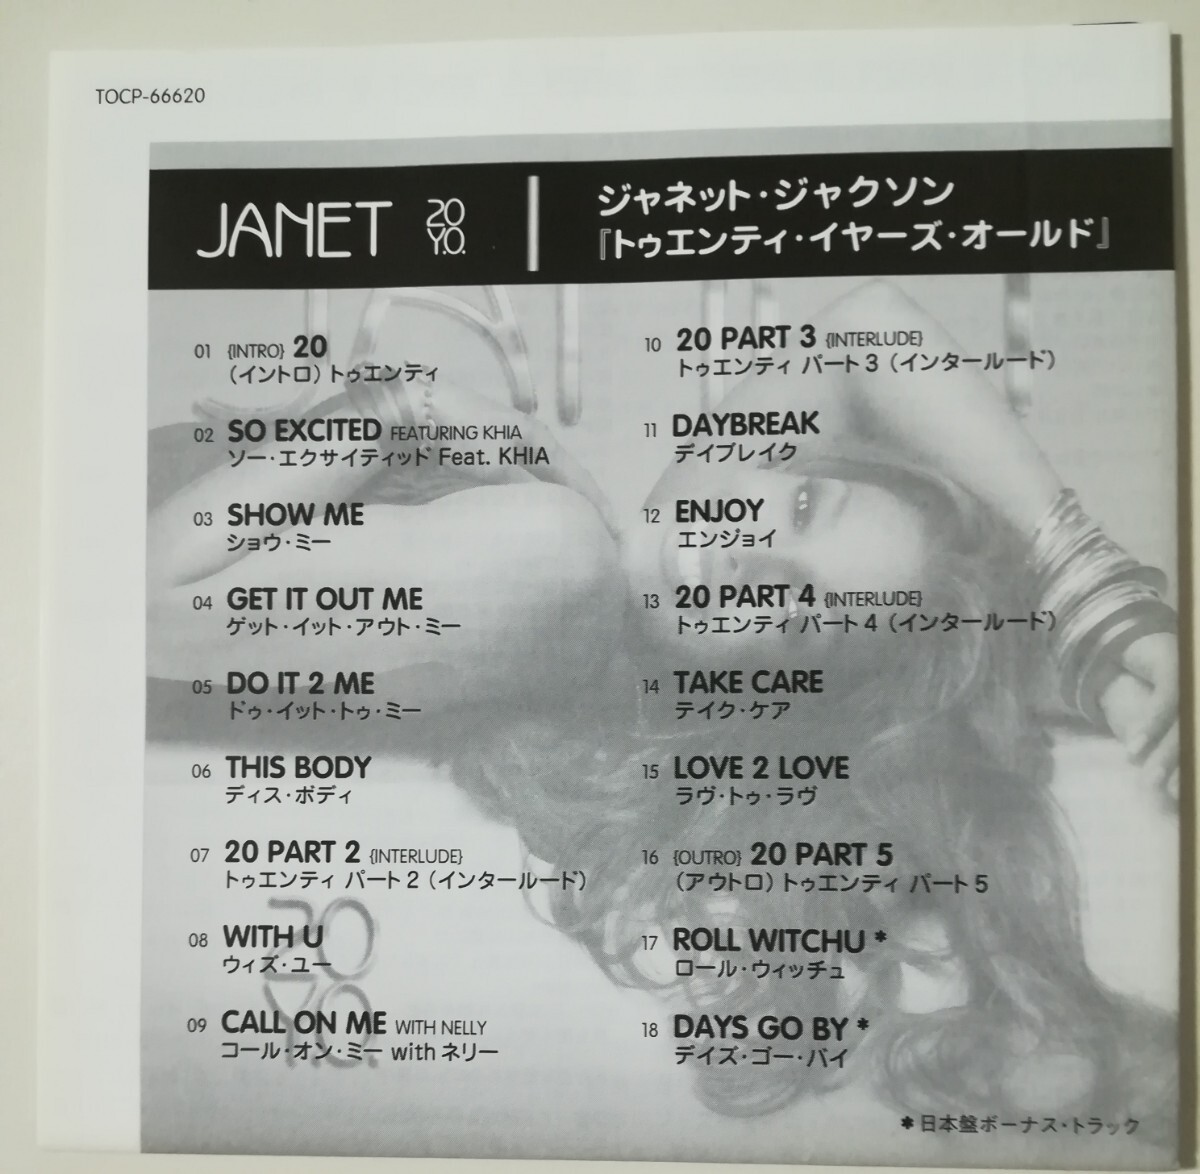 TOCP-66620
JANET 20 Y.O.
ジャネット・ジャクソン
『トゥエンティ・イヤーズ・オールド』
01 {INTRO} 20
（イントロ）トゥエンティ
02 SO EXCITED FEATURING KHIA
ソー・エクサイティッド Feat. KHIA
03 SHOW ME
ショウ・ミー
04 GET IT OUT ME
ゲット・イット・アウト・ミー
05 DO IT 2 ME
ドゥ・イット・トゥ・ミー
06 THIS BODY
ディス・ボディ
07 20 PART 2 {INTERLUDE}
トゥエンティ パート2（インタールード）
08 WITH U
ウィズ・ユー
09 CALL ON ME WITH NELLY
コール・オン・ミー with ネリー
10 20 PART 3 {INTERLUDE}
トゥエンティ パート3（インタールード）
11 DAYBREAK
デイブレイク
12 ENJOY
エンジョイ
13 20 PART 4 {INTERLUDE}
トゥエンティ パート4（インタールード）
14 TAKE CARE
テイク・ケア
15 LOVE 2 LOVE
ラヴ・トゥ・ラヴ
16 {OUTRO} 20 PART 5
（アウトロ）トゥエンティ パート5
17 ROLL WITCHU *
ロール・ウィッチュ
18 DAYS GO BY *
デイズ・ゴー・バイ
*日本盤ボーナス・トラック
20
Y.O.